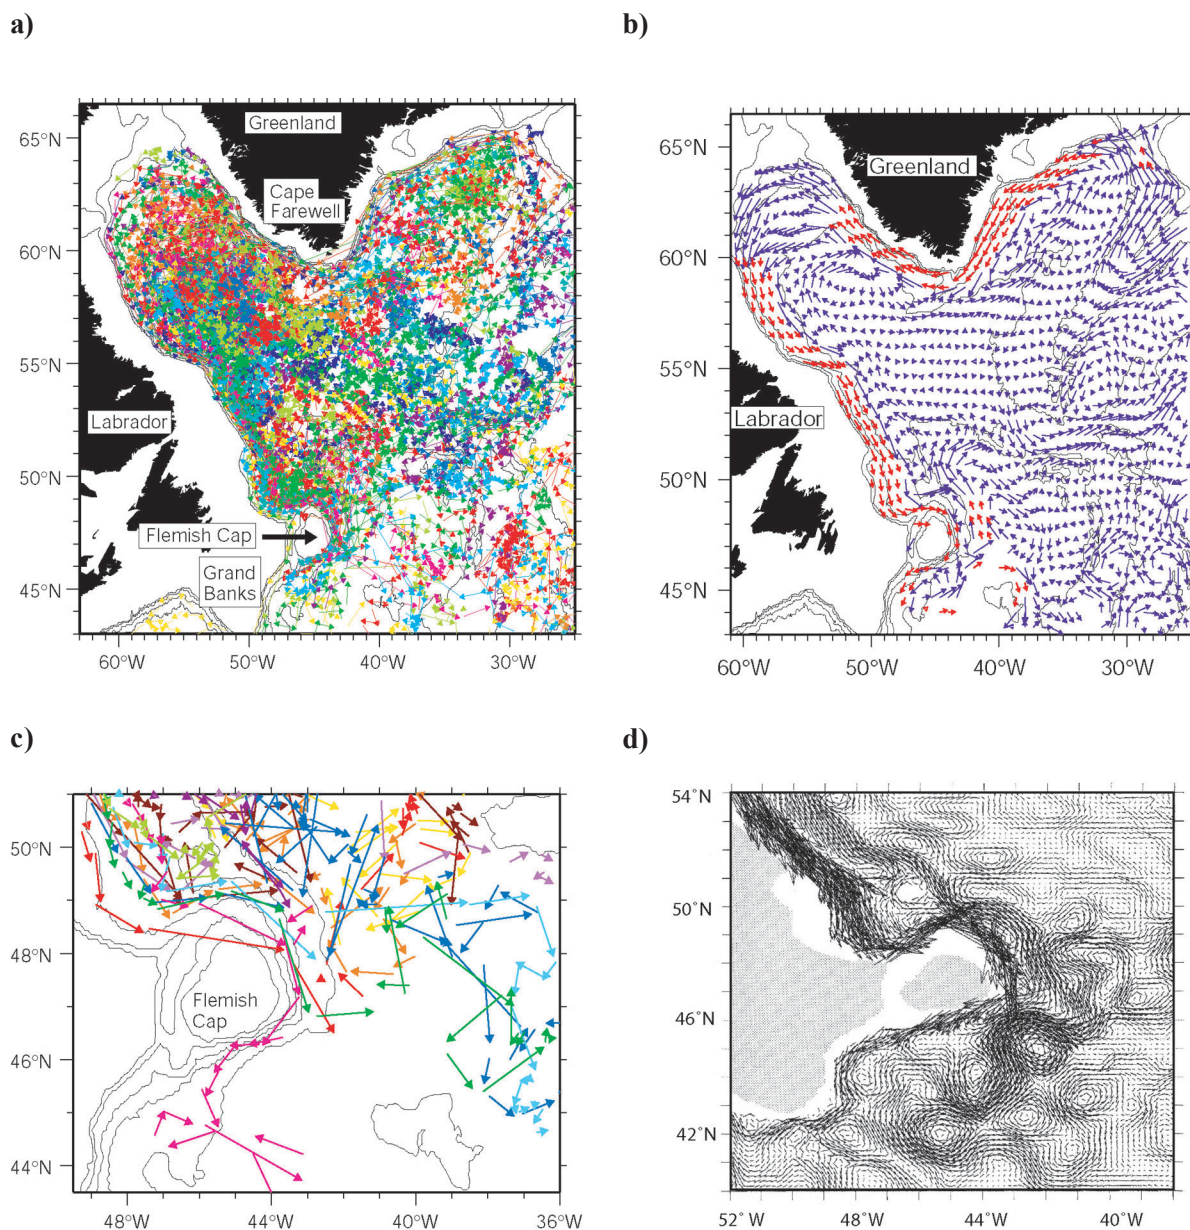 a)
b)
Greenland
Cape
Farewell
Labrador
Flemish Cap
Grand
Banks
65°N
60°N
55°N
50°N
45°N
60°W
50°W
40°W
30°W
Greenland
Labrador
65°N
60°N
55°N
50°N
45°N
60°W
50°W
40°W
30°W
c)
d)
50°N
48°N
46°N
44°N
Flemish
Cap
48°W
44°W
40°W
36°W
54°N
50°N
46°N
42°N
52°W
48°W
44°W
40°W